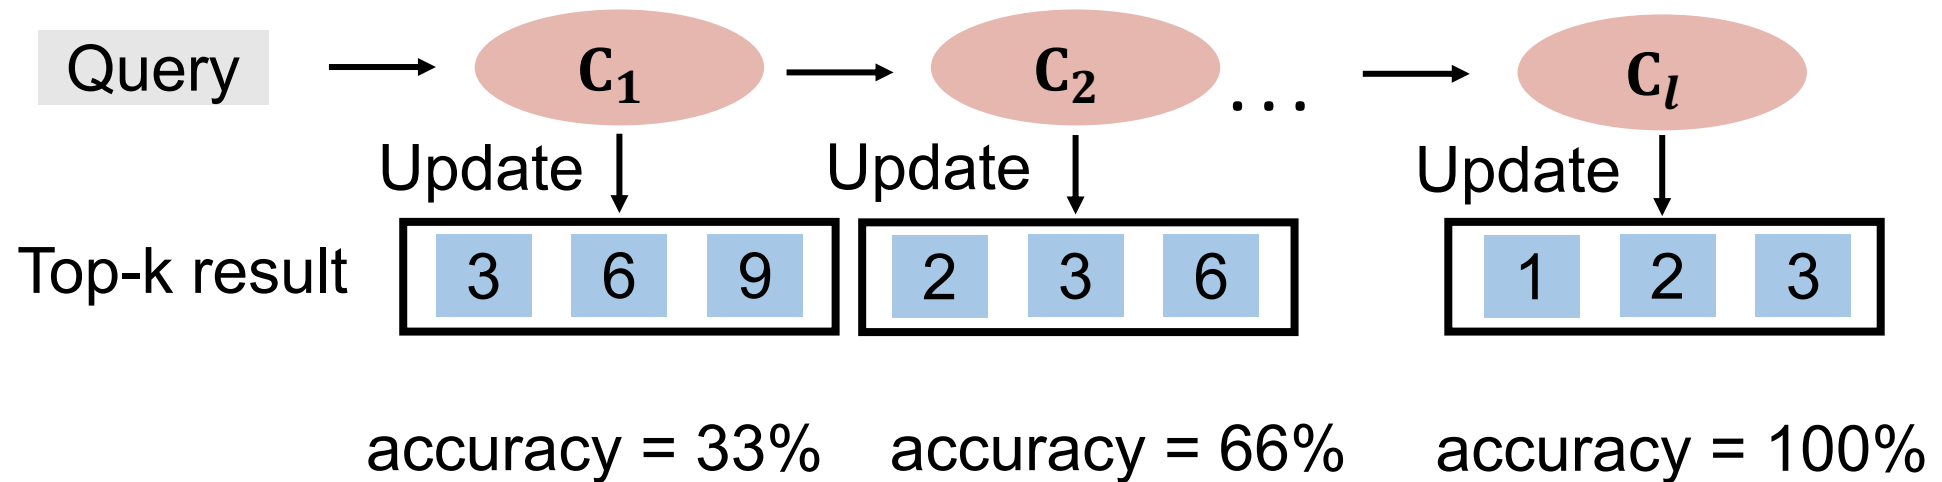 Query C₁ C₂ ... Cₗ
Update Update Update
Top-k result 3 6 9 2 3 6 1 2 3
accuracy = 33% accuracy = 66% accuracy = 100%